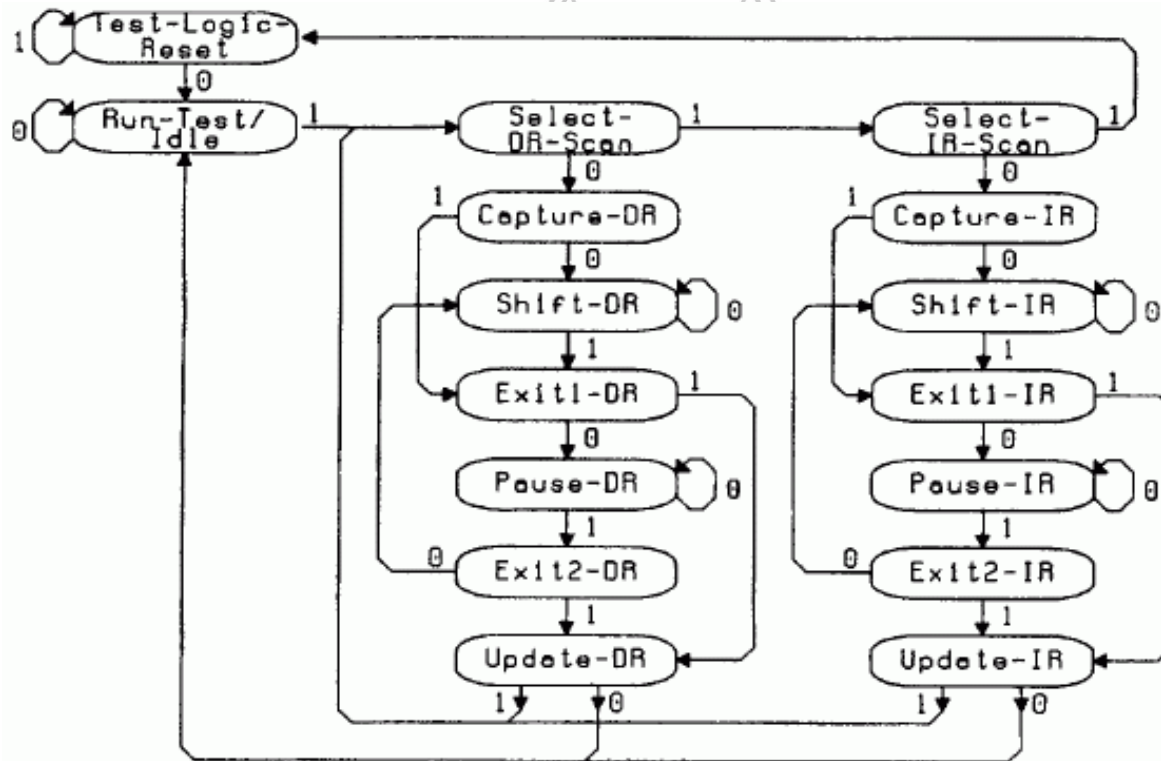 Test-Logic-
Reset
1
0
Run-Test/
Idle
0
1
Select-
DR-Scan
1
Select-
IR-Scan
1
0
0
1
Capture-DR
1
Capture-IR
0
0
Shift-DR
0
Shift-IR
0
1
1
Exit1-DR
1
Exit1-IR
1
0
0
Pause-DR
0
Pause-IR
0
1
1
0
Exit2-DR
0
Exit2-IR
1
1
Update-DR
Update-IR
1
0
1
0